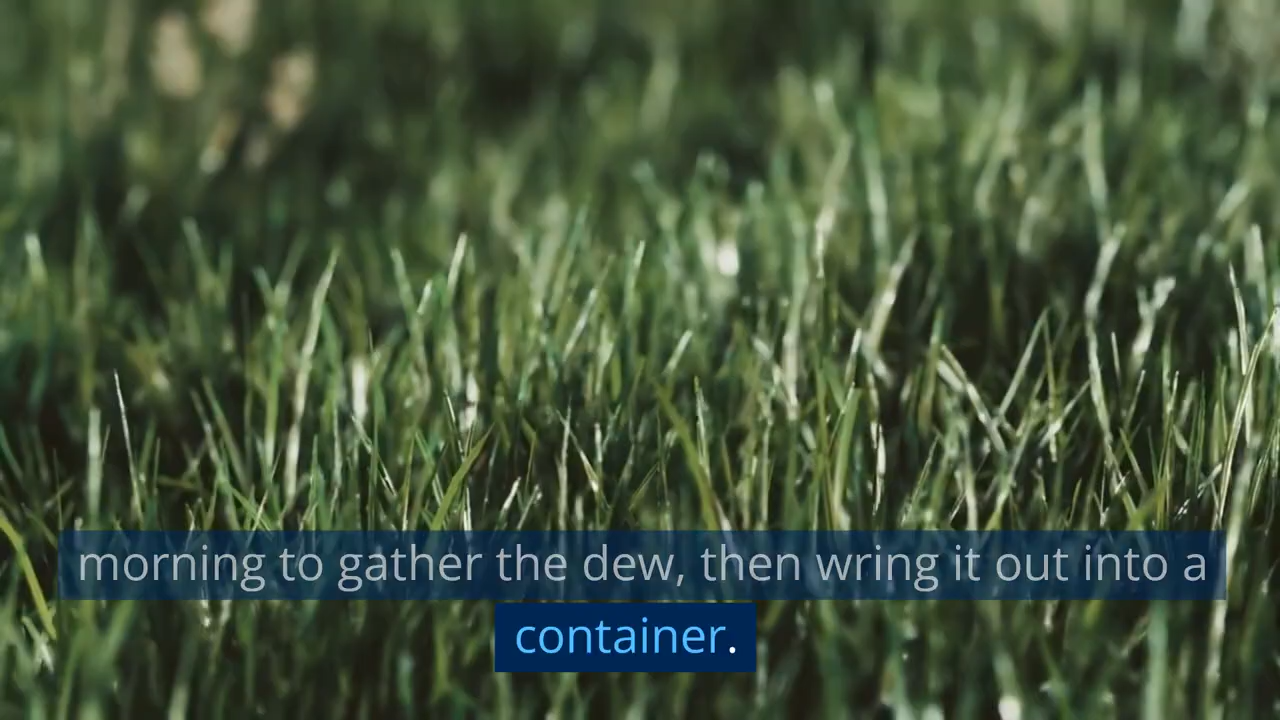 morning to gather the dew, then wring it out into a
container.